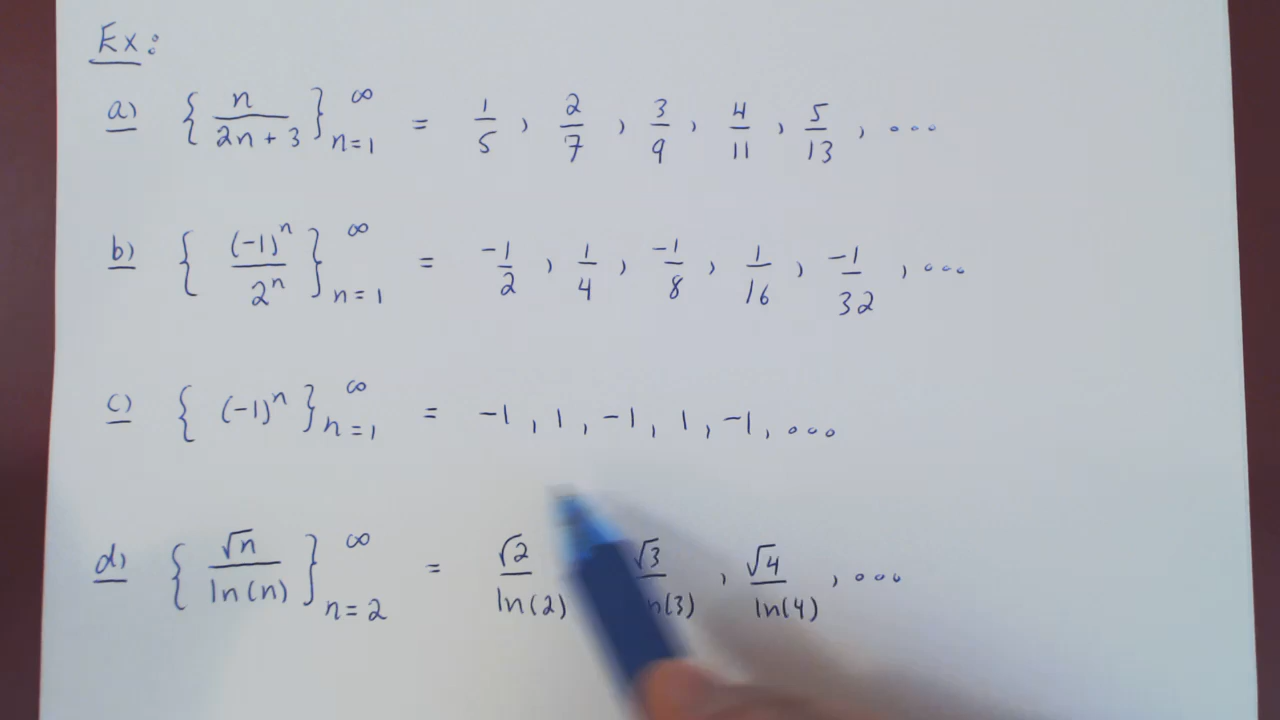 Ex:
a) { n / (2n + 3) }_{n=1}^{∞} = 1/5 , 2/7 , 3/9 , 4/11 , 5/13 , ...
b) { (-1)^n / 2^n }_{n=1}^{∞} = -1/2 , 1/4 , -1/8 , 1/16 , -1/32 , ...
c) { (-1)^n }_{n=1}^{∞} = -1 , 1 , -1 , 1 , -1 , ...
d) { √n / ln(n) }_{n=2}^{∞} = √2 / ln(2) √3 / n(3) , √4 / ln(4) , ...